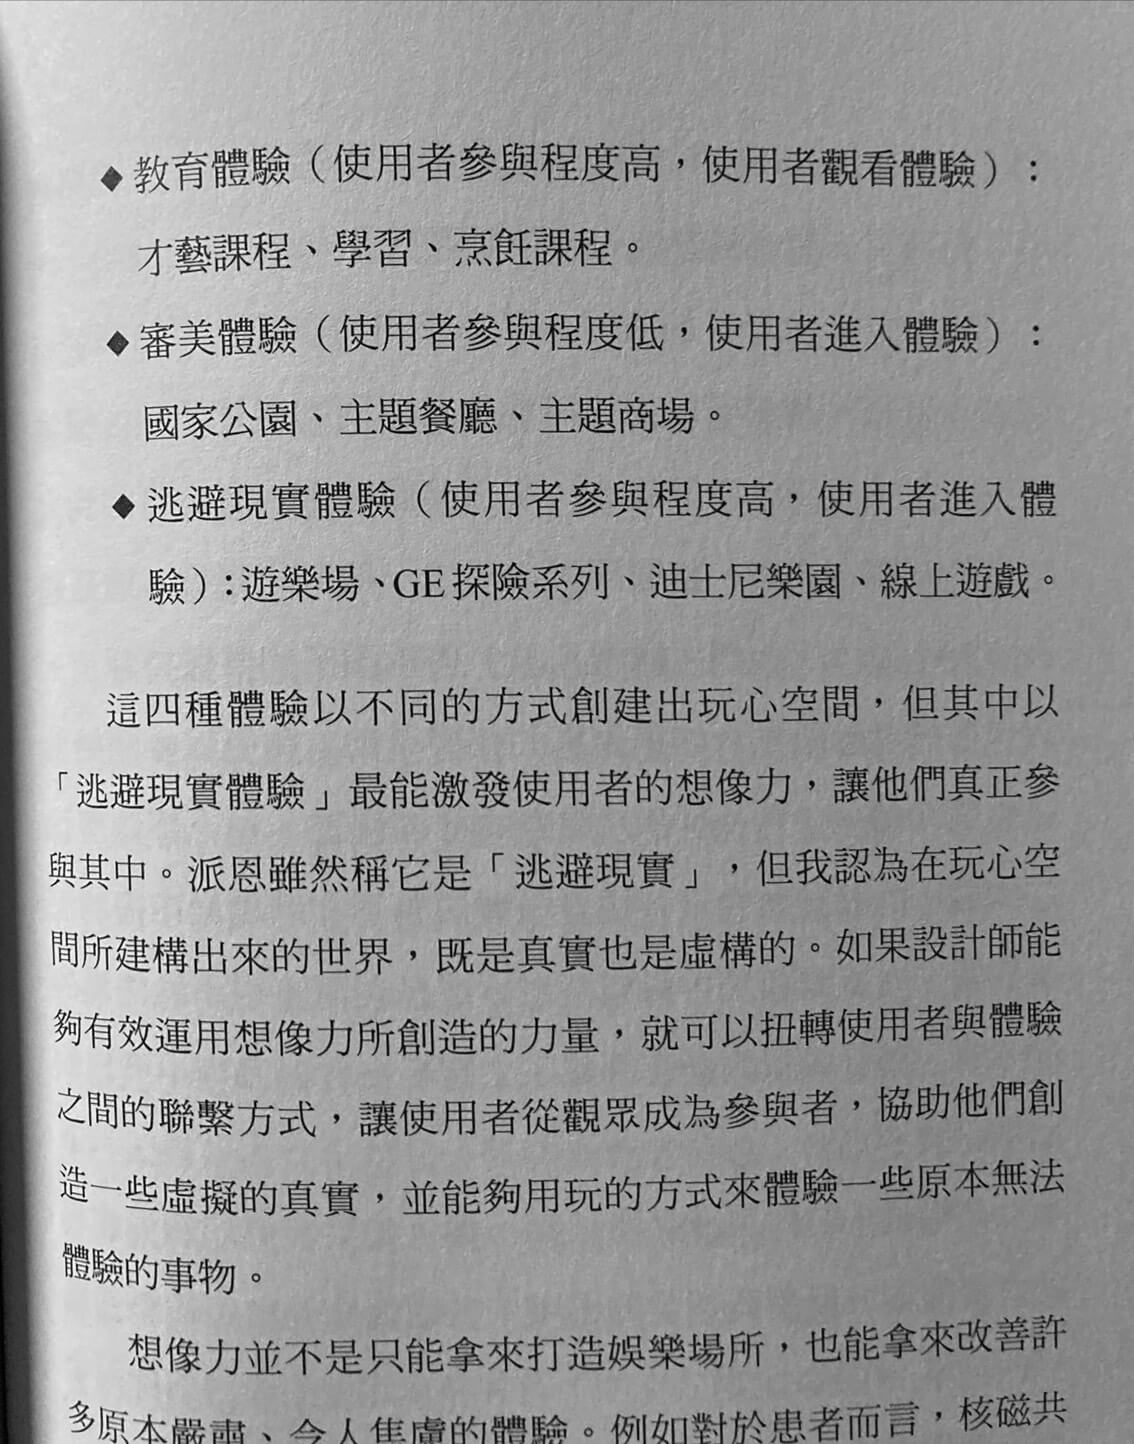 ◆ 教育體驗（使用者參與程度高，使用者觀看體驗）：
才藝課程、學習、烹飪課程。
◆ 審美體驗（使用者參與程度低，使用者進入體驗）：
國家公園、主題餐廳、主題商場。
◆ 逃避現實體驗（使用者參與程度高，使用者進入體
驗）：遊樂場、GE探險系列、迪士尼樂園、線上遊戲。
這四種體驗以不同的方式創建出玩心空間，但其中以
「逃避現實體驗」最能激發使用者的想像力，讓他們真正參
與其中。派恩雖然稱它是「逃避現實」，但我認為在玩心空
間所建構出來的世界，既是真實也是虛構的。如果設計師能
夠有效運用想像力所創造的力量，就可以扭轉使用者與體驗
之間的聯繫方式，讓使用者從觀眾成為參與者，協助他們創
造一些虛擬的真實，並能夠用玩的方式來體驗一些原本無法
體驗的事物。
想像力並不是只能拿來打造娛樂場所，也能拿來改善許
多原本嚴肅、令人焦慮的體驗。例如對於患者而言，核磁共